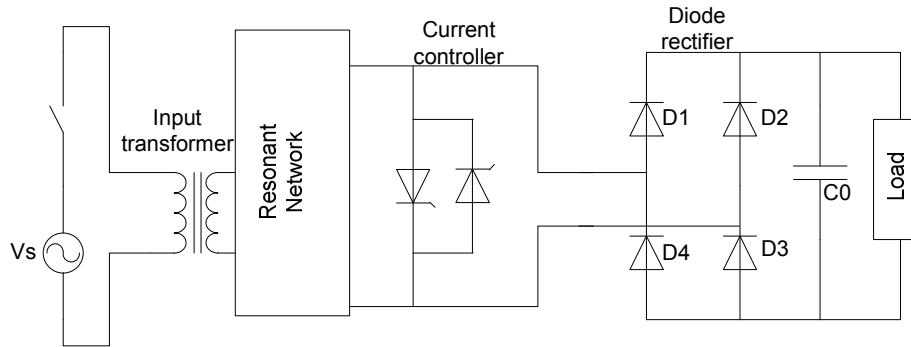 Diode
rectifier
Current
controller
Input
transformer
Resonant
Network
D1
D2
C0
Load
Vs
D4
D3